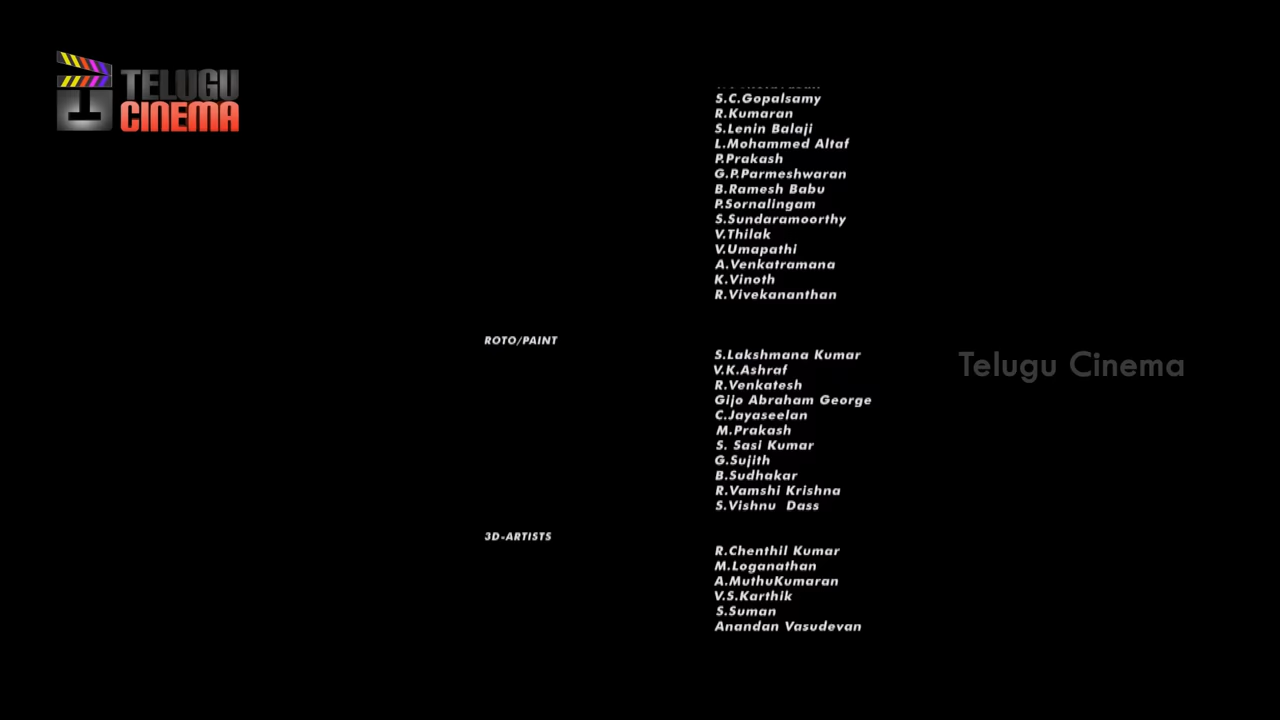 TELUGU
CINEMA
S.C.Gopalsamy
R.Kumaran
S.Lenin Balaji
L.Mohammed Altaf
P.Prakash
G.P.Parmeshwaran
B.Ramesh Babu
P.Sornalingam
S.Sundaramoorthy
V.Thilak
V.Umapathi
A.Venkatramana
K.Vinoth
R.Vivekananthan
ROTO/PAINT
S.Lakshmana Kumar
V.K.Ashraf
R.Venkatesh
Gijo Abraham George
C.Jayaseelan
M.Prakash
S. Sasi Kumar
G.Sujith
B.Sudhakar
R.Vamshi Krishna
S.Vishnu  Dass
Telugu Cinema
3D-ARTISTS
R.Chenthil Kumar
M.Loganathan
A.MuthuKumaran
V.S.Karthik
S.Suman
Anandan Vasudevan